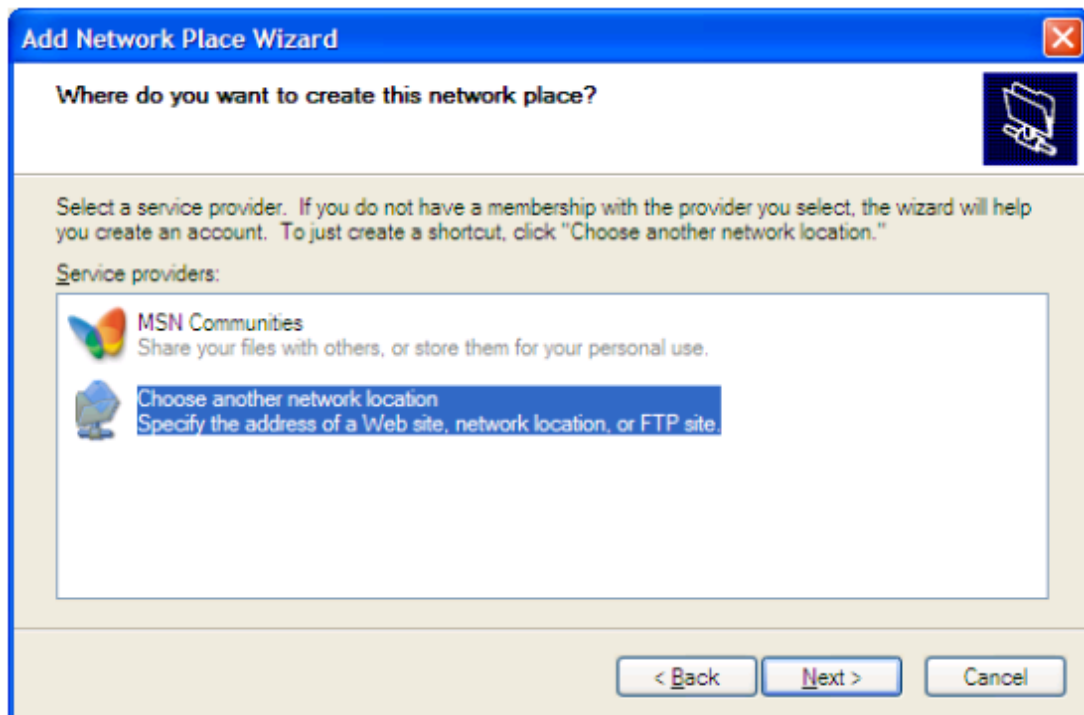 Add Network Place Wizard
Where do you want to create this network place?
Select a service provider. If you do not have a membership with the provider you select, the wizard will help
you create an account. To just create a shortcut, click "Choose another network location."
Service providers:
MSN Communities
Share your files with others, or store them for your personal use.
Choose another network location
Specify the address of a Web site, network location, or FTP site.
< Back Next > Cancel